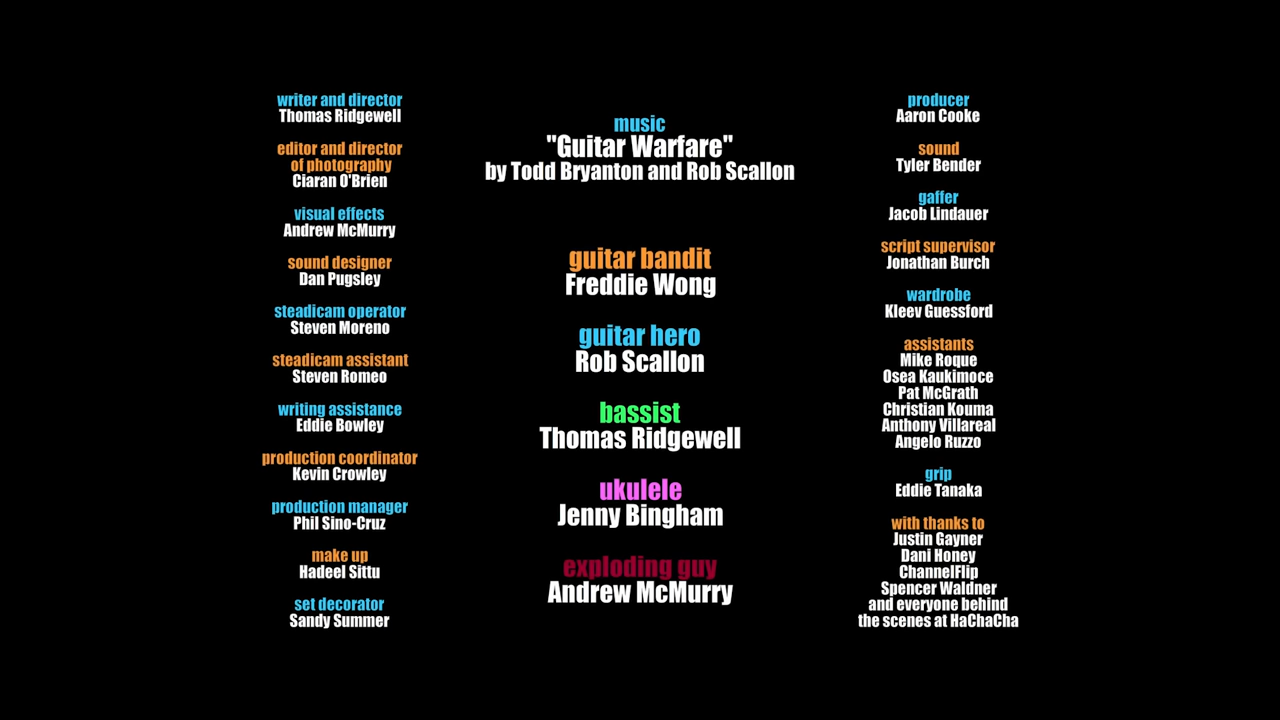 writer and director
Thomas Ridgewell
editor and director
of photography
Ciaran O'Brien
visual effects
Andrew McMurry
sound designer
Dan Pugsley
steadicam operator
Steven Moreno
steadicam assistant
Steven Romeo
writing assistance
Eddie Bowley
production coordinator
Kevin Crowley
production manager
Phil Sino-Cruz
make up
Hadeel Sittu
set decorator
Sandy Summer
music
"Guitar Warfare"
by Todd Bryanton and Rob Scallon
guitar bandit
Freddie Wong
guitar hero
Rob Scallon
bassist
Thomas Ridgewell
ukulele
Jenny Bingham
exploding guy
Andrew McMurry
producer
Aaron Cooke
sound
Tyler Bender
gaffer
Jacob Lindauer
script supervisor
Jonathan Burch
wardrobe
Kleev Guessford
assistants
Mike Roque
Osea Kaukimoce
Pat McGrath
Christian Kouma
Anthony Villareal
Angelo Ruzzo
grip
Eddie Tanaka
with thanks to
Justin Gayner
Dani Honey
ChannelFlip
Spencer Waldner
and everyone behind
the scenes at HaChaCha